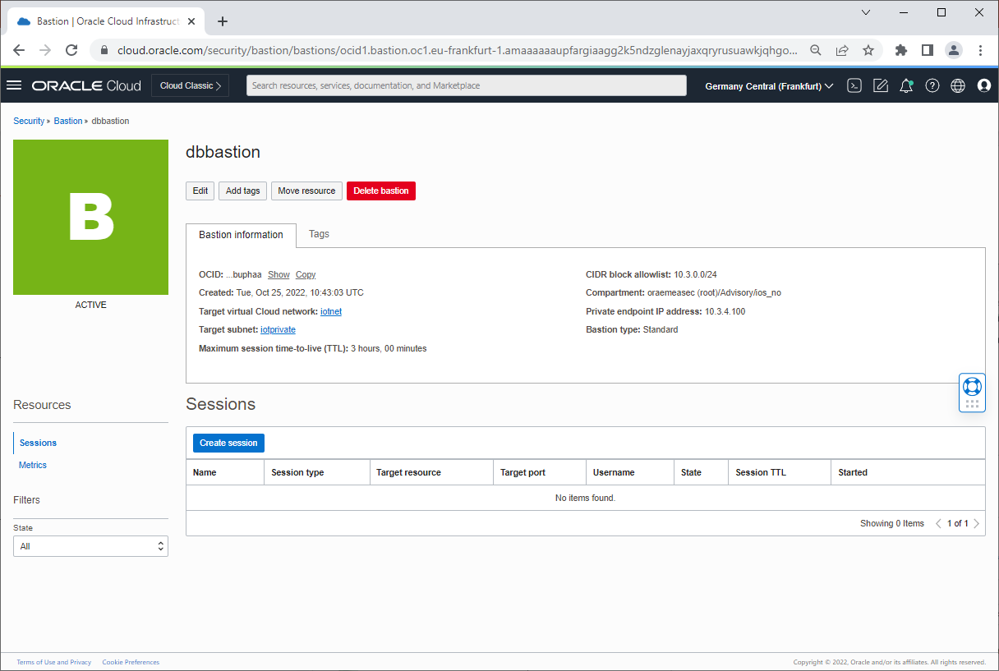 Bastion | Oracle Cloud Infrastruct
cloud.oracle.com/security/bastion/bastions/ocid1.bastion.oc1.eu-frankfurt-1.amaaaaaaupfargiaagg2k5ndzglenayjaxqryrusuawkjqhgo...
ORACLE Cloud
Cloud Classic
Search resources, services, documentation, and Marketplace
Germany Central (Frankfurt)
Security » Bastion » dbbastion
B
ACTIVE
dbbastion
Edit Add tags Move resource Delete bastion
Bastion information Tags
OCID: ...buphaa Show Copy
Created: Tue, Oct 25, 2022, 10:43:03 UTC
Target virtual Cloud network: iotnet
Target subnet: iotprivate
Maximum session time-to-live (TTL): 3 hours, 00 minutes
CIDR block allowlist: 10.3.0.0/24
Compartment: oraemeasec (root)/Advisory/ios_no
Private endpoint IP address: 10.3.4.100
Bastion type: Standard
Resources
Sessions
Metrics
Filters
State
All
Sessions
Create session
Name Session type Target resource Target port Username State Session TTL Started
No items found.
Showing 0 Items 1 of 1
Terms of Use and Privacy Cookie Preferences
Copyright © 2022, Oracle and/or its affiliates. All rights reserved.